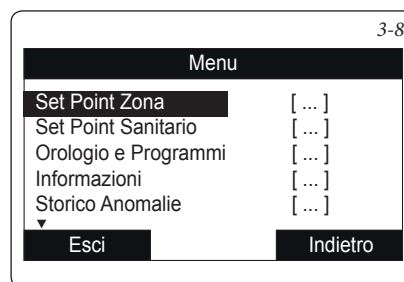 3-8
Menu
Set Point Zona [ ... ]
Set Point Sanitario [ ... ]
Orologio e Programmi [ ... ]
Informazioni [ ... ]
Storico Anomalie [ ... ]
▼
Esci Indietro